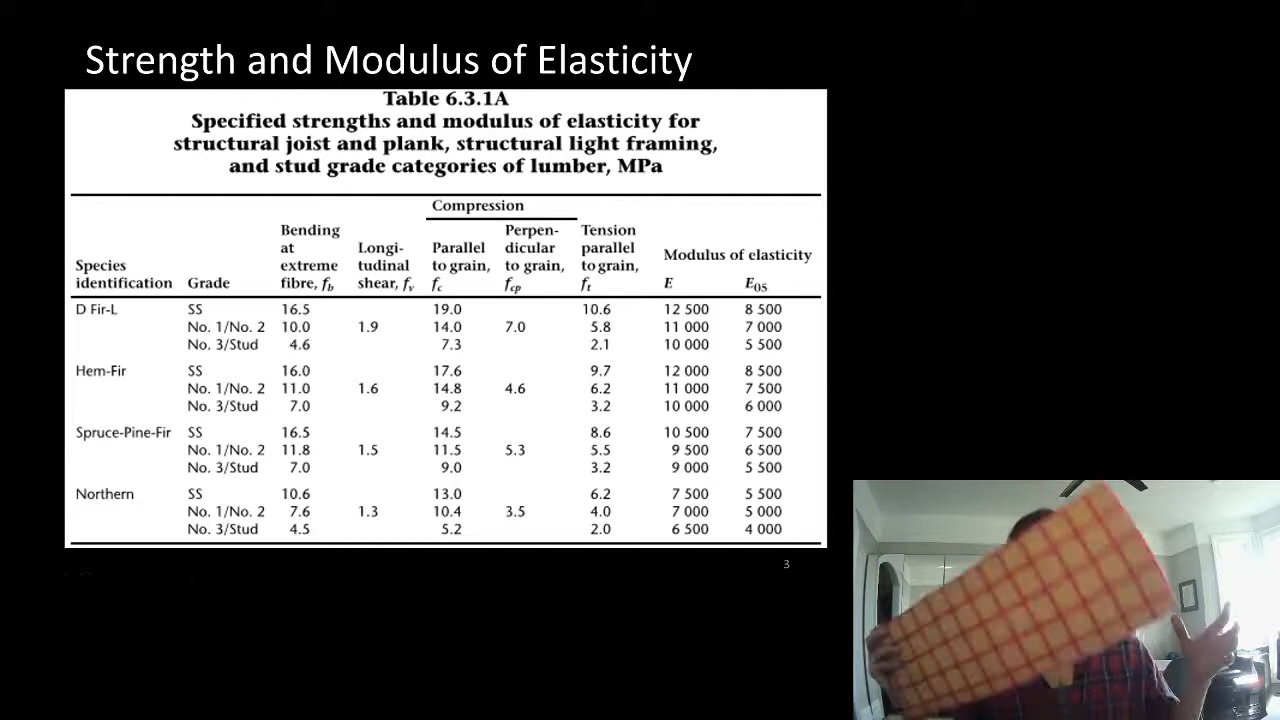 Strength and Modulus of Elasticity
Table 6.3.1A
Specified strengths and modulus of elasticity for
structural joist and plank, structural light framing,
and stud grade categories of lumber, MPa
Compression
Species identification Grade Bending at extreme fibre, fb Longi-tudinal shear, fv Parallel to grain, fc Perpen-dicular to grain, fcp Tension parallel to grain, ft Modulus of elasticity E E05
D Fir-L SS 16.5 19.0 10.6 12 500 8 500
No. 1/No. 2 10.0 1.9 14.0 7.0 5.8 11 000 7 000
No. 3/Stud 4.6 7.3 2.1 10 000 5 500
Hem-Fir SS 16.0 17.6 9.7 12 000 8 500
No. 1/No. 2 11.0 1.6 14.8 4.6 6.2 11 000 7 500
No. 3/Stud 7.0 9.2 3.2 10 000 6 000
Spruce-Pine-Fir SS 16.5 14.5 8.6 10 500 7 500
No. 1/No. 2 11.8 1.5 11.5 5.3 5.5 9 500 6 500
No. 3/Stud 7.0 9.0 3.2 9 000 5 500
Northern SS 10.6 13.0 6.2 7 500 5 500
No. 1/No. 2 7.6 1.3 10.4 3.5 4.0 7 000 5 000
No. 3/Stud 4.5 5.2 2.0 6 500 4 000
3